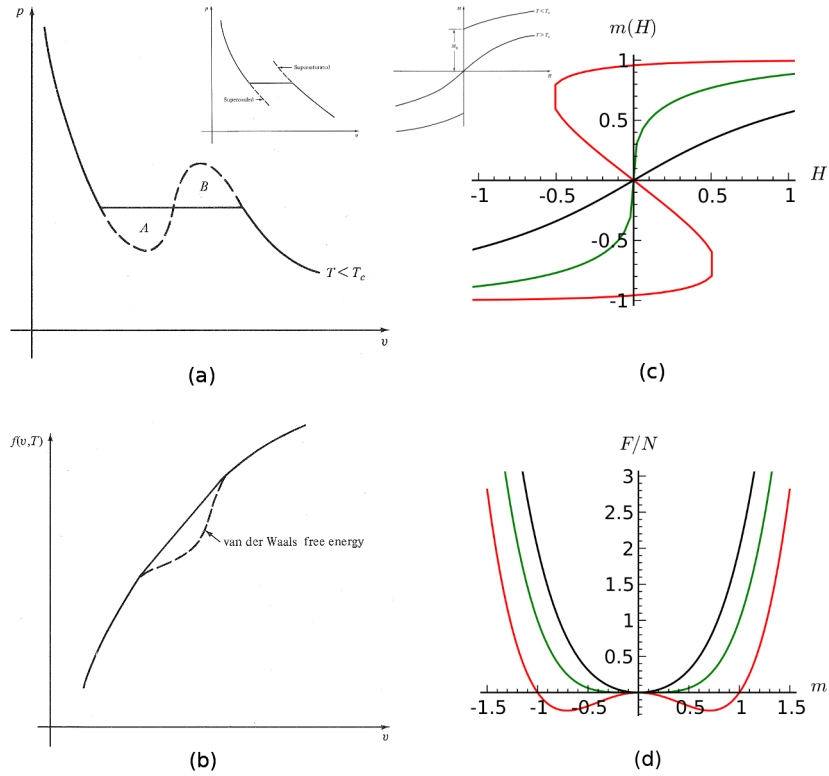 p
A
B
T < T_c
v
(a)
p
Supersaturated
Supercooled
v
M
T<T_c
T>T_c
M_0
H
m(H)
1
0.5
-0.5
-1
-1
-0.5
0.5
1
H
(c)
f(v,T)
van der Waals free energy
v
(b)
F/N
3
2.5
2
1.5
1
0.5
-1.5
-1
-0.5
0.5
1
1.5
m
(d)